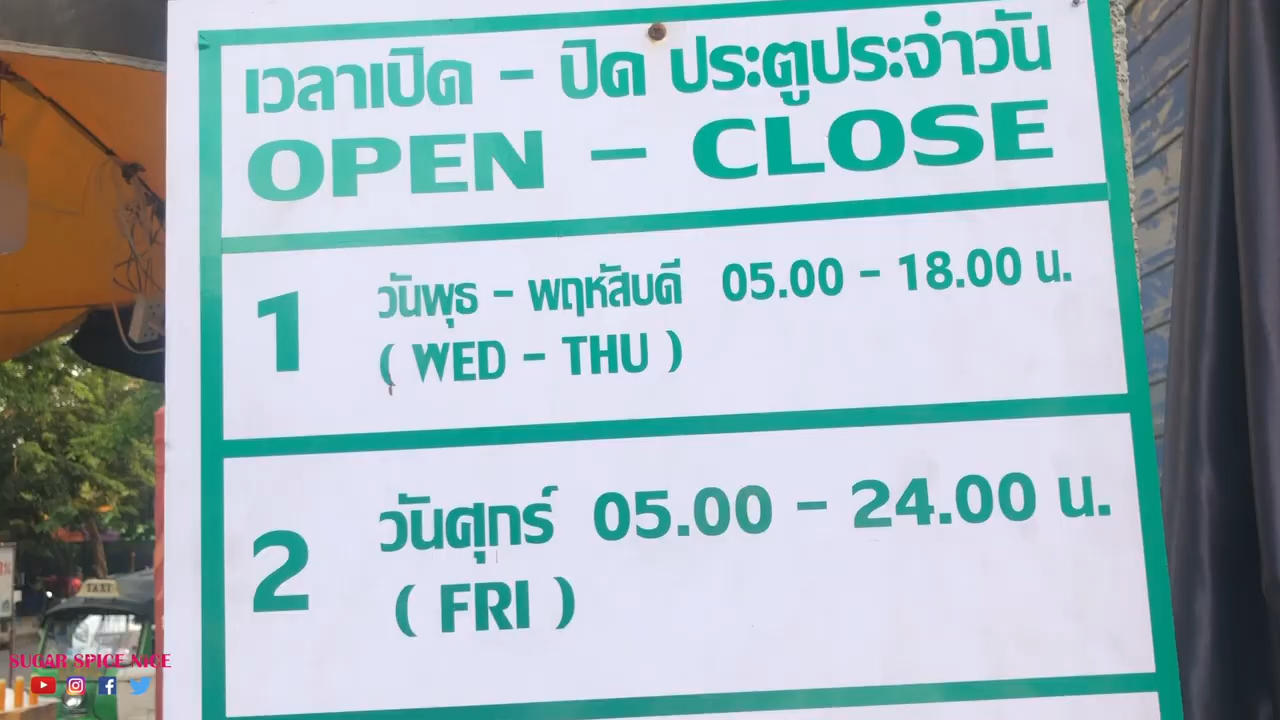 เวลาเปิด - ปิด ประตูประจำวัน
OPEN - CLOSE
1 วันพุธ - พฤหัสบดี 05.00 - 18.00 น.
( WED - THU )
2 วันศุกร์ 05.00 - 24.00 น.
( FRI )
TAXI
SUGAR SPICE NICE